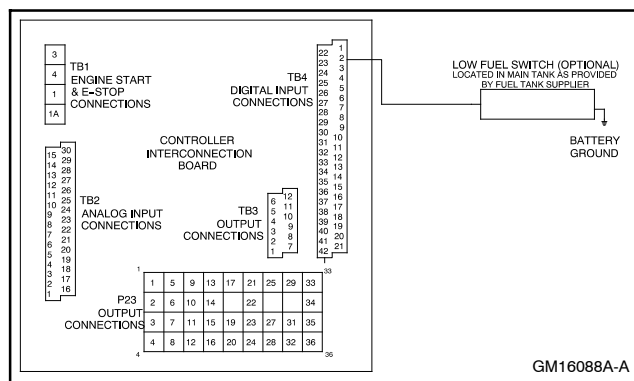 3
4
1
1A
TB1
ENGINE START
& E-STOP
CONNECTIONS
TB4
DIGITAL INPUT
CONNECTIONS
22
23
24
25
26
27
28
29
30
31
32
33
34
35
36
37
38
39
40
41
42
1
2
3
4
5
6
7
8
9
10
11
12
13
14
15
16
17
18
19
20
21
LOW FUEL SWITCH (OPTIONAL)
LOCATED IN MAIN TANK AS PROVIDED
BY FUEL TANK SUPPLIER
BATTERY
GROUND
CONTROLLER
INTERCONNECTION
BOARD
15
14
13
12
11
10
9
8
7
6
5
4
3
2
1
30
29
28
27
26
25
24
23
22
21
20
19
18
17
16
TB2
ANALOG INPUT
CONNECTIONS
TB3
OUTPUT
CONNECTIONS
6
5
4
3
2
1
12
11
10
9
8
7
P23
OUTPUT
CONNECTIONS
1 33
1 5 9 13 17 21 25 29 33
2 6 10 14 22 34
3 7 11 15 19 23 27 31 35
4 8 12 16 20 24 28 32 36
4 36
GM16088A-A